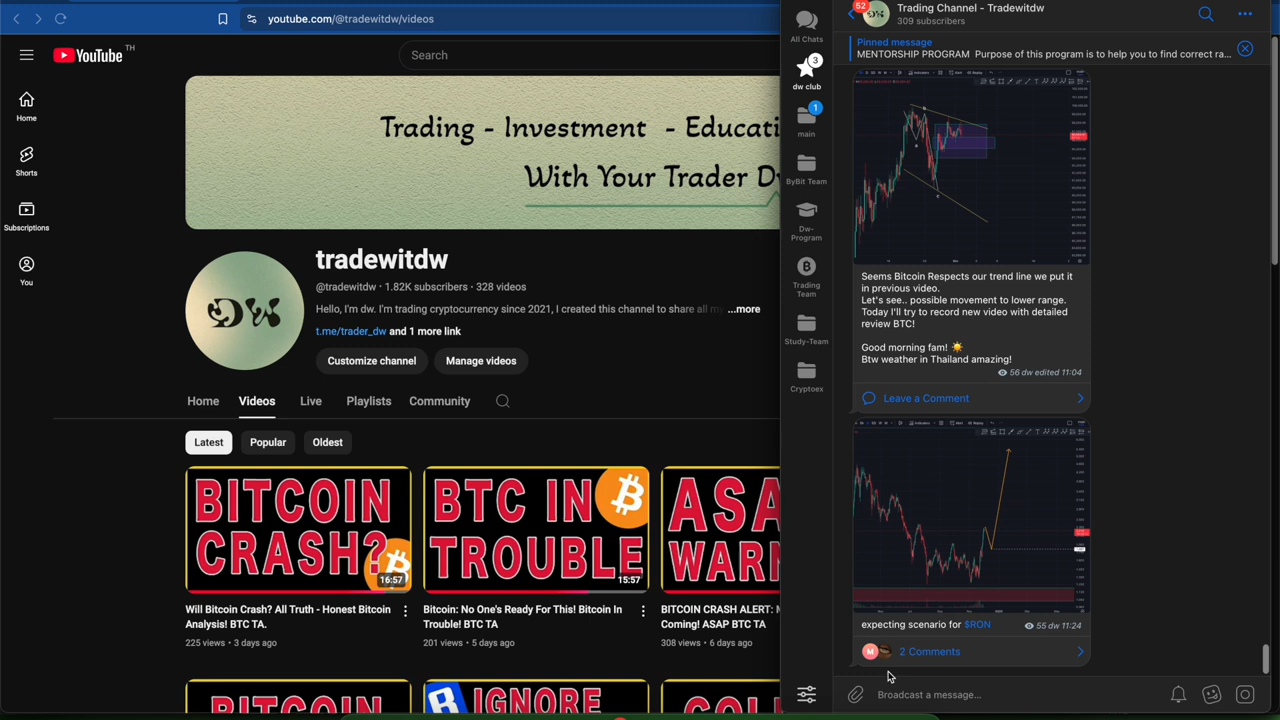 youtube.com/@tradewitdw/videos
YouTube TH
Search
Home
Shorts
Subscriptions
You
Trading - Investment - Educati
With Your Trader D
DW
tradewitdw
@tradewitdw · 1.82K subscribers · 328 videos
Hello, I'm dw. I'm trading cryptocurrency since 2021, I created this channel to share all my ...more
t.me/trader_dw and 1 more link
Customize channel
Manage videos
Home
Videos
Live
Playlists
Community
Latest
Popular
Oldest
BITCOIN
CRASH?
16:57
BTC IN
TROUBLE
15:57
ASA
WARN
Will Bitcoin Crash? All Truth - Honest Bitcoin
Analysis! BTC TA.
225 views · 3 days ago
Bitcoin: No One's Ready For This! Bitcoin In
Trouble! BTC TA
201 views · 5 days ago
BITCOIN CRASH ALERT:
Coming! ASAP BTC TA
308 views · 6 days ago
IGNORE
All Chats
3
dw club
1
main
ByBit Team
Dw-
Program
Trading
Team
Study-Team
Cryptoex
52
Trading Channel - Tradewitdw
309 subscribers
Pinned message
MENTORSHIP PROGRAM Purpose of this program is to help you to find correct ra...
Seems Bitcoin Respects our trend line we put it
in previous video.
Let's see.. possible movement to lower range.
Today I'll try to record new video with detailed
review BTC!
Good morning fam! ☀️
Btw weather in Thailand amazing!
56 dw edited 11:04
Leave a Comment
expecting scenario for $RON
55 dw 11:24
M
2 Comments
Broadcast a message...